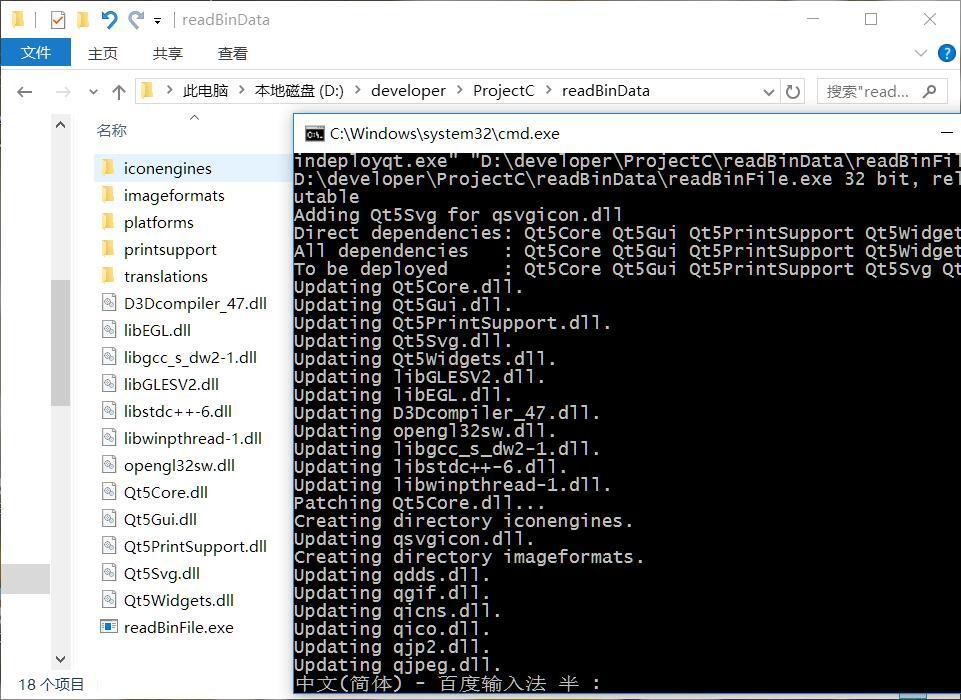 readBinData
文件 主页 共享 查看
此电脑 本地磁盘 (D:) developer ProjectC readBinData
搜索"read...
名称
iconengines
imageformats
platforms
printsupport
translations
D3Dcompiler_47.dll
libEGL.dll
libgcc_s_dw2-1.dll
libGLESV2.dll
libstdc++-6.dll
libwinpthread-1.dll
opengl32sw.dll
Qt5Core.dll
Qt5Gui.dll
Qt5PrintSupport.dll
Qt5Svg.dll
Qt5Widgets.dll
readBinFile.exe
18 个项目
C:\Windows\system32\cmd.exe
indeployqt.exe" "D:\developer\ProjectC\readBinData\readBinFil
D:\developer\ProjectC\readBinData\readBinFile.exe 32 bit, rel
utable
Adding Qt5Svg for qsvgicon.dll
Direct dependencies: Qt5Core Qt5Gui Qt5PrintSupport Qt5Widget
All dependencies : Qt5Core Qt5Gui Qt5PrintSupport Qt5Widget
To be deployed : Qt5Core Qt5Gui Qt5PrintSupport Qt5Svg Qt
Updating Qt5Core.dll.
Updating Qt5Gui.dll.
Updating Qt5PrintSupport.dll.
Updating Qt5Svg.dll.
Updating Qt5Widgets.dll.
Updating libGLESV2.dll.
Updating libEGL.dll.
Updating D3Dcompiler_47.dll.
Updating opengl32sw.dll.
Updating libgcc_s_dw2-1.dll.
Updating libstdc++-6.dll.
Updating libwinpthread-1.dll.
Patching Qt5Core.dll...
Creating directory iconengines.
Updating qsvgicon.dll.
Creating directory imageformats.
Updating qdds.dll.
Updating qgif.dll.
Updating qicns.dll.
Updating qico.dll.
Updating qjp2.dll.
Updating qjpeg.dll.
中文(简体) - 百度输入法 半 :